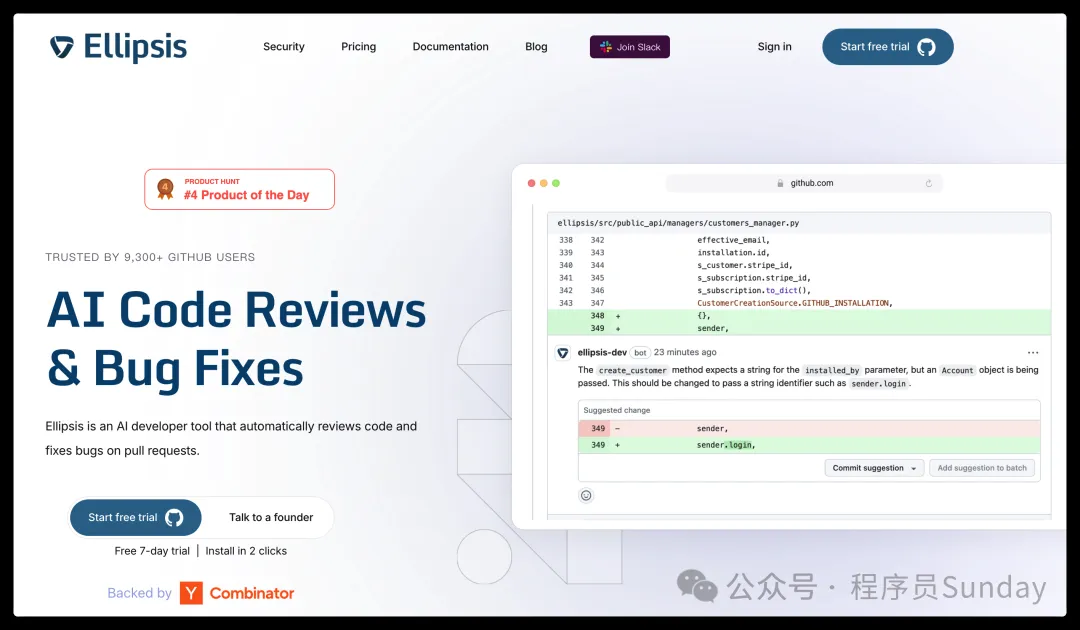 Ellipsis
Security Pricing Documentation Blog Join Slack Sign in Start free trial
4 PRODUCT HUNT
#4 Product of the Day
TRUSTED BY 9,300+ GITHUB USERS
AI Code Reviews
& Bug Fixes
Ellipsis is an AI developer tool that automatically reviews code and
fixes bugs on pull requests.
Start free trial Talk to a founder
Free 7-day trial | Install in 2 clicks
Backed by Y Combinator
github.com
ellipsis/src/public_api/managers/customers_manager.py
338 342 effective_email,
339 343 installation.id,
340 344 s_customer.stripe_id,
341 345 s_subscription.stripe_id,
342 346 s_subscription.to_dict(),
343 347 CustomerCreationSource.GITHUB_INSTALLATION,
348 + {},
349 + sender,
ellipsis-dev bot 23 minutes ago ...
The create_customer method expects a string for the installed_by parameter, but an Account object is being
passed. This should be changed to pass a string identifier such as sender.login .
Suggested change
349 - sender,
349 + sender.login,
Commit suggestion Add suggestion to batch
公众号 · 程序员Sunday